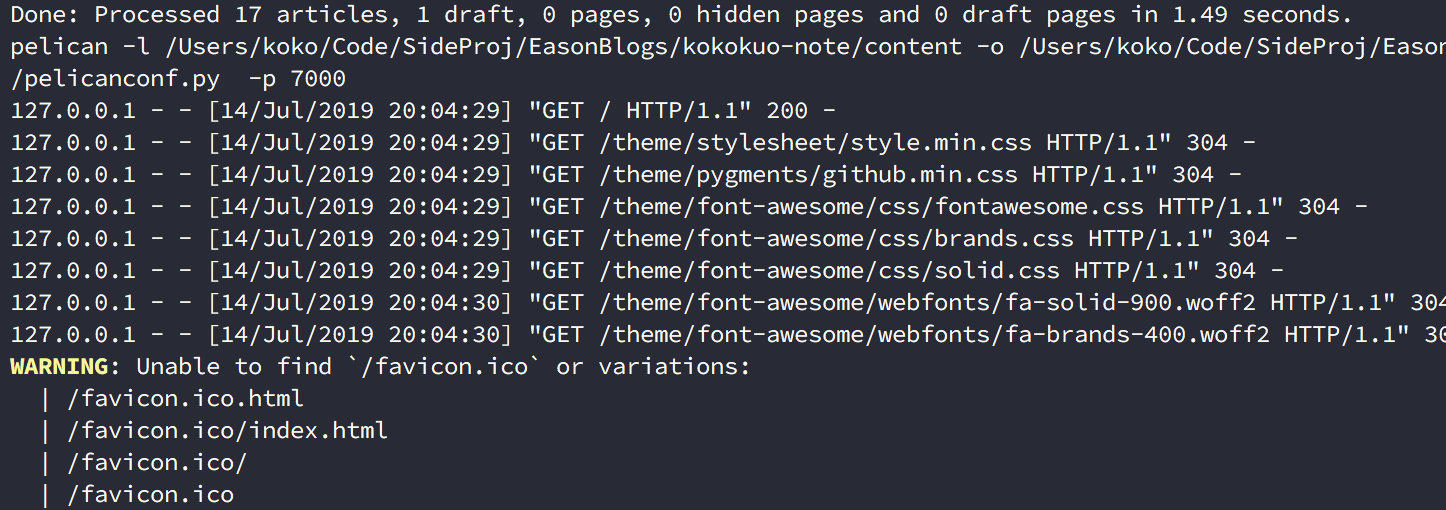 Done: Processed 17 articles, 1 draft, 0 pages, 0 hidden pages and 0 draft pages in 1.49 seconds.
pelican -l /Users/koko/Code/SideProj/EasonBlogs/kokokuo-note/content -o /Users/koko/Code/SideProj/Eason
/pelicanconf.py  -p 7000
127.0.0.1 - - [14/Jul/2019 20:04:29] "GET / HTTP/1.1" 200 -
127.0.0.1 - - [14/Jul/2019 20:04:29] "GET /theme/stylesheet/style.min.css HTTP/1.1" 304 -
127.0.0.1 - - [14/Jul/2019 20:04:29] "GET /theme/pygments/github.min.css HTTP/1.1" 304 -
127.0.0.1 - - [14/Jul/2019 20:04:29] "GET /theme/font-awesome/css/fontawesome.css HTTP/1.1" 304 -
127.0.0.1 - - [14/Jul/2019 20:04:29] "GET /theme/font-awesome/css/brands.css HTTP/1.1" 304 -
127.0.0.1 - - [14/Jul/2019 20:04:29] "GET /theme/font-awesome/css/solid.css HTTP/1.1" 304 -
127.0.0.1 - - [14/Jul/2019 20:04:30] "GET /theme/font-awesome/webfonts/fa-solid-900.woff2 HTTP/1.1" 304
127.0.0.1 - - [14/Jul/2019 20:04:30] "GET /theme/font-awesome/webfonts/fa-brands-400.woff2 HTTP/1.1" 30
WARNING: Unable to find `/favicon.ico` or variations:
  | /favicon.ico.html
  | /favicon.ico/index.html
  | /favicon.ico/
  | /favicon.ico